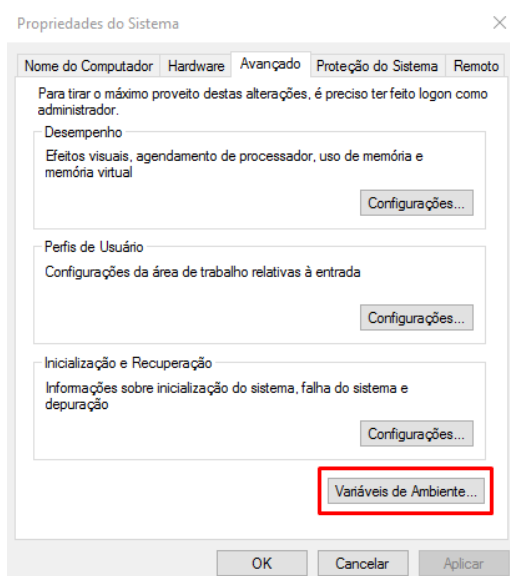 Propriedades do Sistema
Nome do Computador Hardware Avançado Proteção do Sistema Remoto
Para tirar o máximo proveito destas alterações, é preciso ter feito logon como
administrador.
Desempenho
Efeitos visuais, agendamento de processador, uso de memória e
memória virtual
Configurações...
Perfis de Usuário
Configurações da área de trabalho relativas à entrada
Configurações...
Inicialização e Recuperação
Informações sobre inicialização do sistema, falha do sistema e
depuração
Configurações...
Variáveis de Ambiente...
OK Cancelar Aplicar